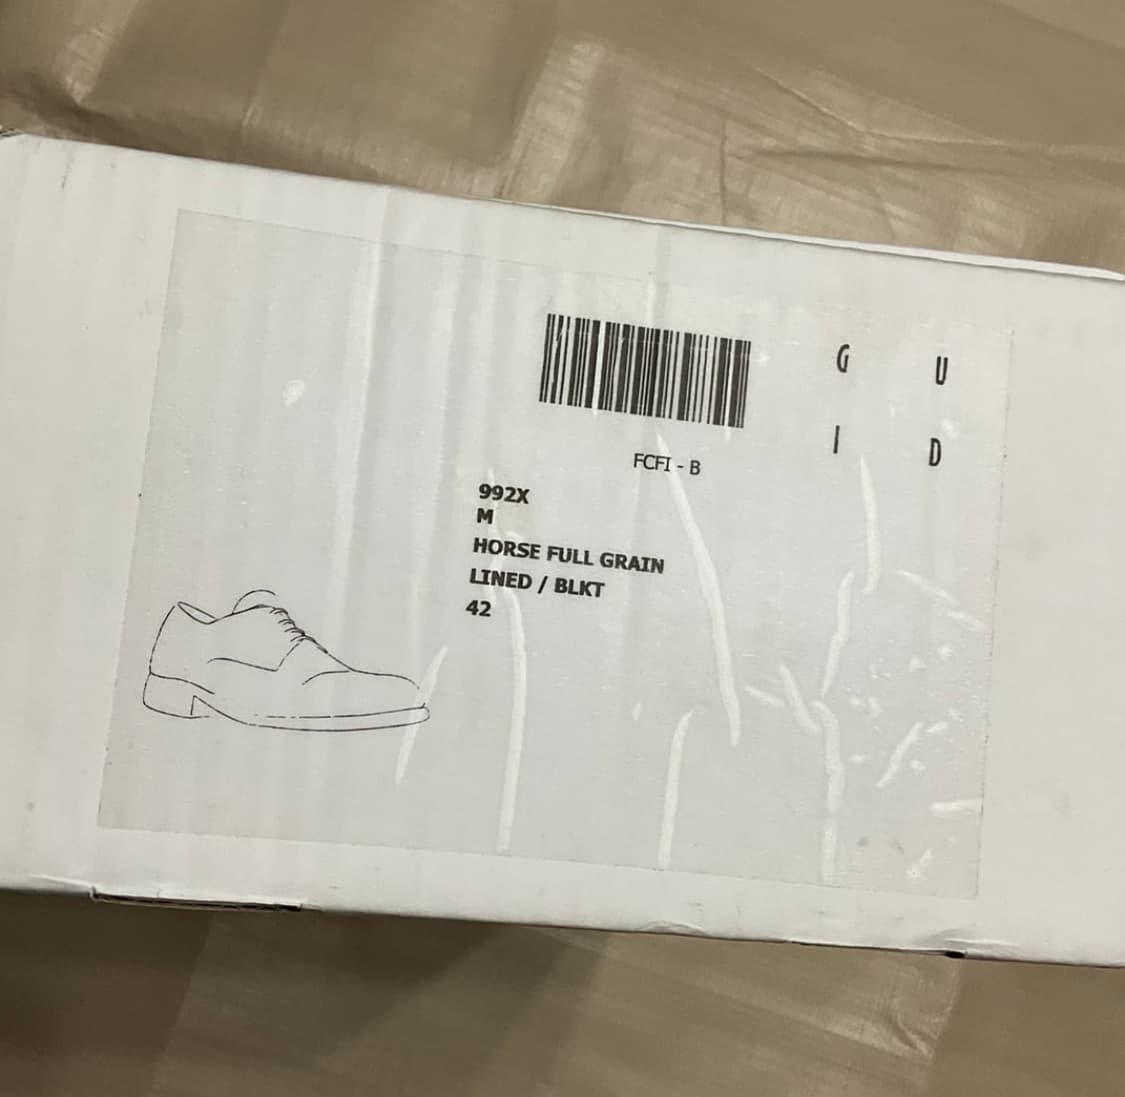 G U
I D
FCFI - B
992X
M
HORSE FULL GRAIN
LINED / BLKT
42